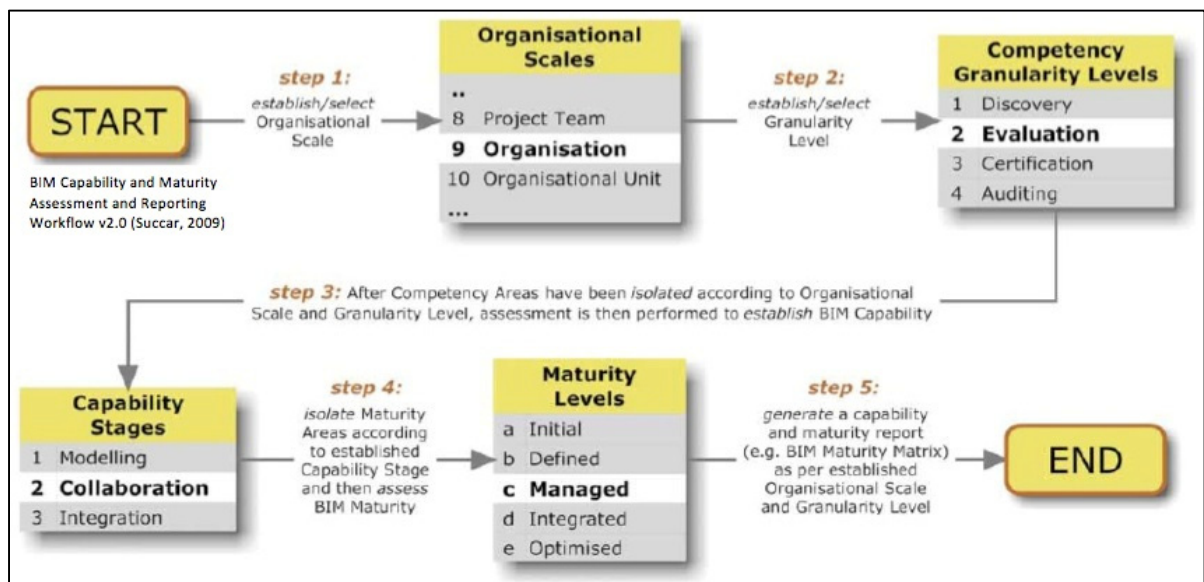 START
BIM Capability and Maturity
Assessment and Reporting
Workflow v2.0 (Succar, 2009)
step 1:
establish/select
Organisational
Scale
Organisational
Scales
..
8 Project Team
9 Organisation
10 Organisational Unit
...
step 2:
establish/select
Granularity
Level
Competency
Granularity Levels
1 Discovery
2 Evaluation
3 Certification
4 Auditing
step 3: After Competency Areas have been isolated according to Organisational
Scale and Granularity Level, assessment is then performed to establish BIM Capability
Capability
Stages
1 Modelling
2 Collaboration
3 Integration
step 4:
isolate Maturity
Areas according
to established
Capability Stage
and then assess
BIM Maturity
Maturity
Levels
a Initial
b Defined
c Managed
d Integrated
e Optimised
step 5:
generate a capability
and maturity report
(e.g. BIM Maturity Matrix)
as per established
Organisational Scale
and Granularity Level
END